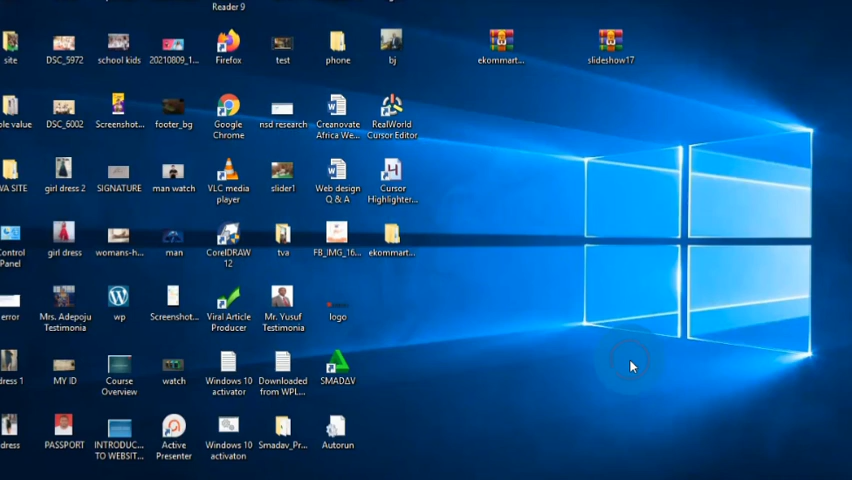 Reader 9
site
DSC_5972
school kids
20210809_1...
Firefox
test
phone
bj
ekommart...
slideshow17
ple value
DSC_6002
Screenshot...
footer_bg
Google
Chrome
nsd research
Creanovate
Africa We...
RealWorld
Cursor Editor
WA SITE
girl dress 2
SIGNATURE
man watch
VLC media
player
slider1
Web design
Q & A
Cursor
Highlighter...
Control
Panel
girl dress
womans-h...
man
CorelDRAW
12
tva
FB_IMG_16...
ekommart...
error
Mrs. Adepoju
Testimonia
wp
Screenshot...
Viral Article
Producer
Mr. Yusuf
Testimonia
logo
dress 1
MY ID
Course
Overview
watch
Windows 10
activator
Downloaded
from WPL...
SMADΔV
dress
PASSPORT
INTRODUC...
TO WEBSIT...
Active
Presenter
Windows 10
activaton
Smadav_Pr...
Autorun